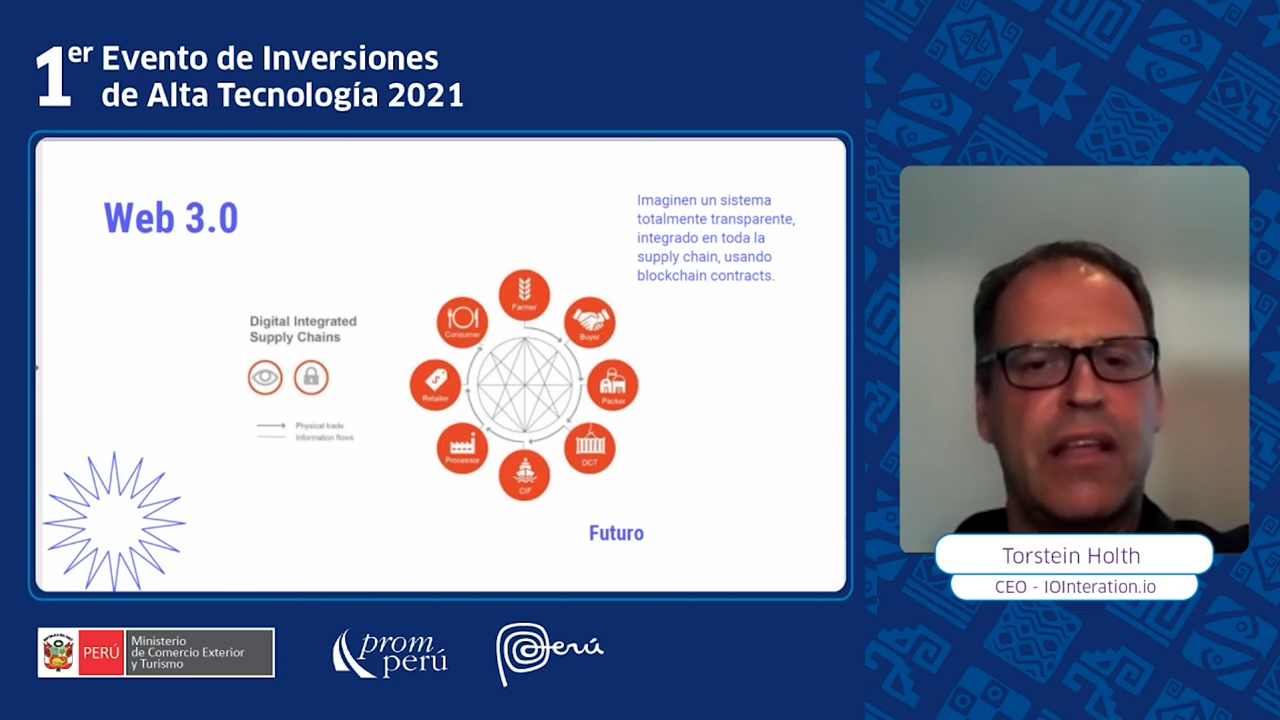 1er Evento de Inversiones
de Alta Tecnología 2021
Web 3.0
Imaginen un sistema
totalmente transparente,
integrado en toda la
supply chain, usando
blockchain contracts.
Digital Integrated
Supply Chains
Physical trade
Information flows
Farmer
Buyer
Packer
DCT
CIF
Processor
Retailer
Consumer
Futuro
Torstein Holth
CEO - IOInteration.io
PERÚ
Ministerio
de Comercio Exterior
y Turismo
prom
perú
Perú